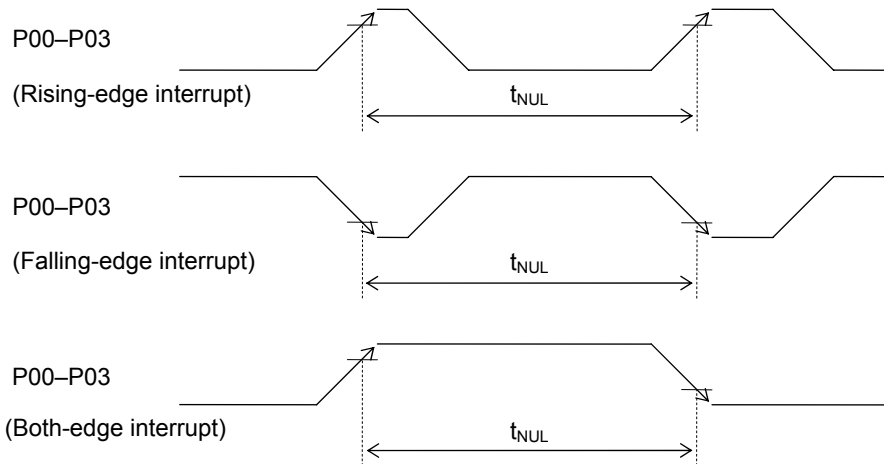 P00–P03
(Rising-edge interrupt)
tNUL
P00–P03
(Falling-edge interrupt)
tNUL
P00–P03
(Both-edge interrupt)
tNUL